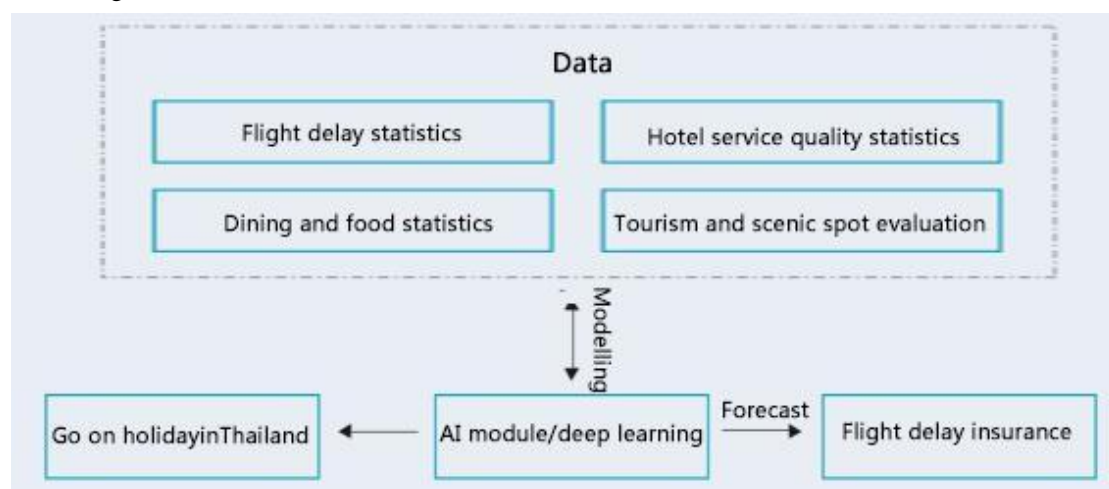 Data
Flight delay statistics
Hotel service quality statistics
Dining and food statistics
Tourism and scenic spot evaluation
Modelling
Go on holidayinThailand
AI module/deep learning
Forecast
Flight delay insurance